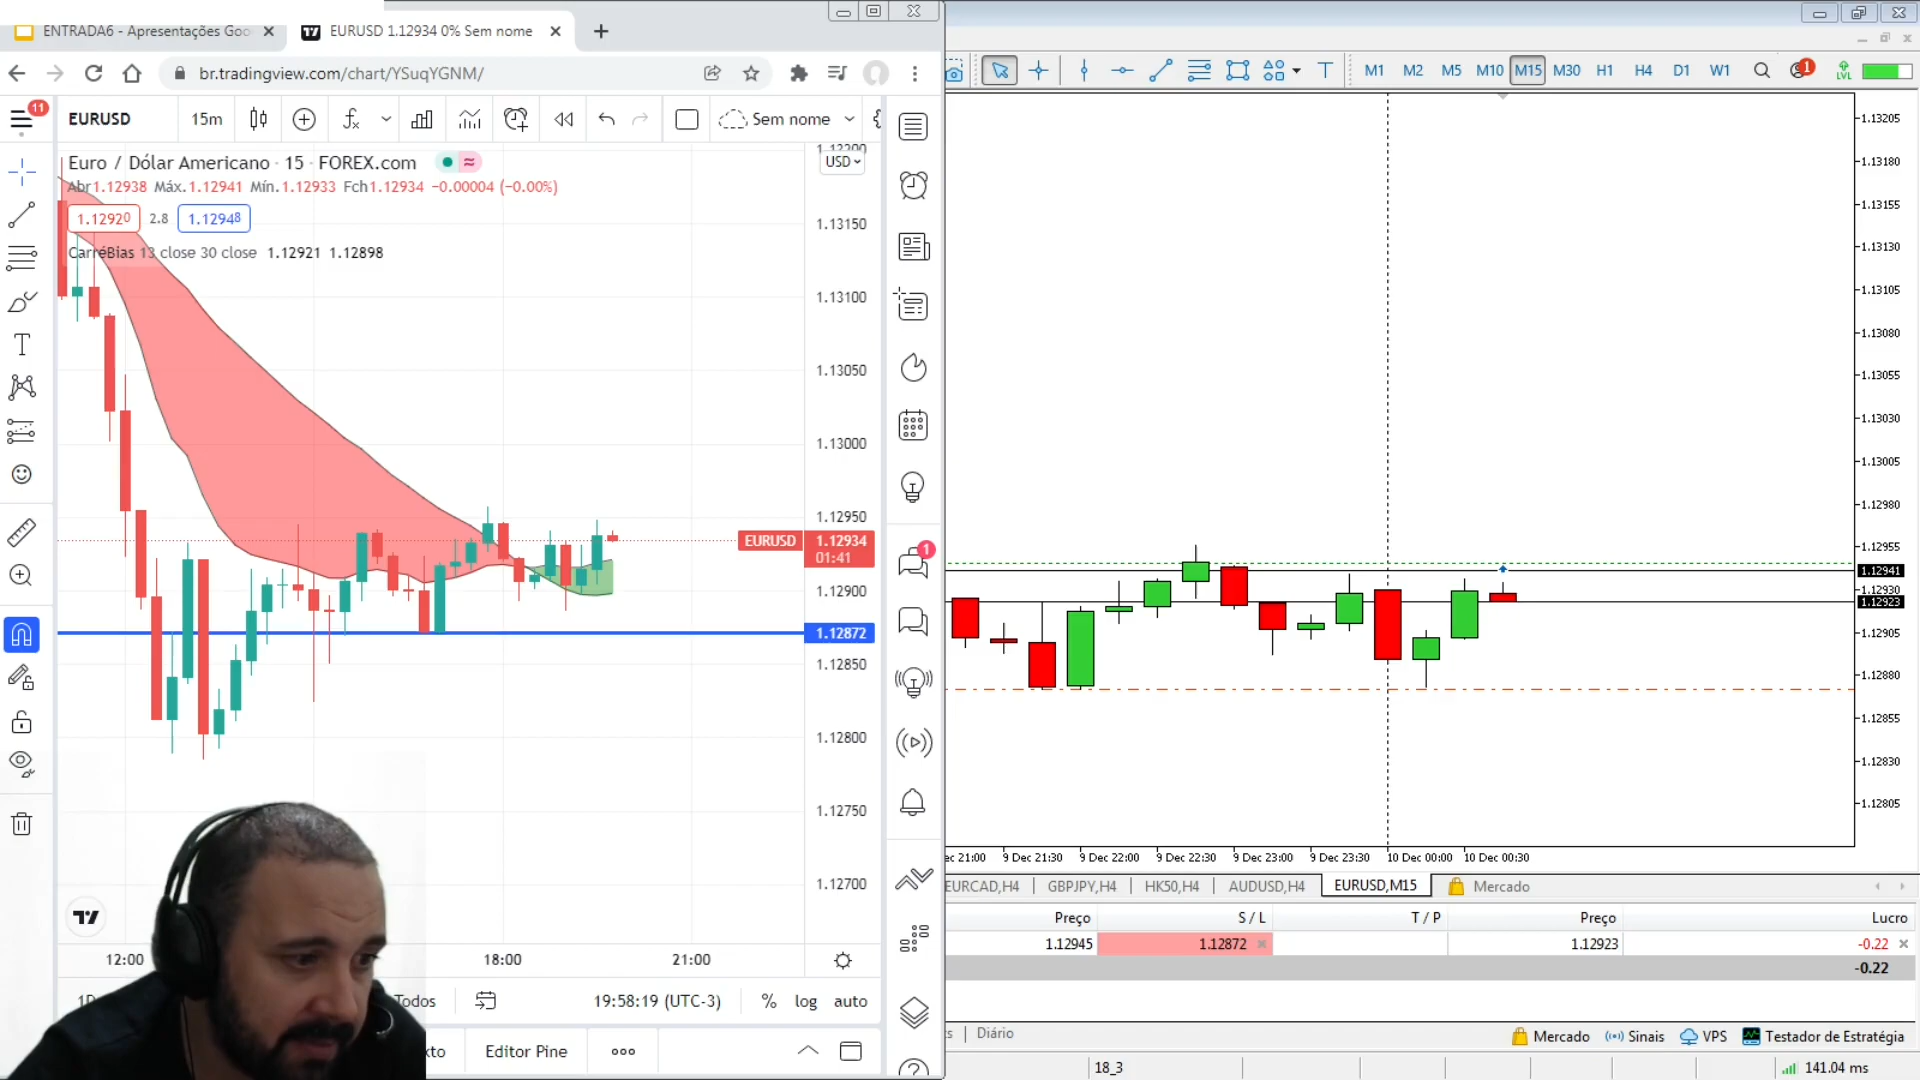 ENTRADA6 - Apresentações Goo
EURUSD 1.12934 0% Sem nome
br.tradingview.com/chart/YSuqYGNM/
11
EURUSD
15m
Sem nome
Euro / Dólar Americano · 15 · FOREX.com
Abr1.12938 Máx.1.12941 Mín.1.12933 Fch1.12934 −0.00004 (−0.00%)
1.12920
2.8
1.12948
CarréBias 13 close 30 close 1.12921 1.12898
1.13200
USD
1.13150
1.13100
1.13050
1.13000
1.12950
EURUSD
1.12934
01:41
1.12900
1.12872
1.12850
1.12800
1.12750
1.12700
12:00
18:00
21:00
Todos
19:58:19 (UTC-3)
%
log
auto
xto
Editor Pine
1
M1
M2
M5
M10
M15
M30
H1
H4
D1
W1
1
LVL
1.13205
1.13180
1.13155
1.13130
1.13105
1.13080
1.13055
1.13030
1.13005
1.12980
1.12955
1.12941
1.12930
1.12923
1.12905
1.12880
1.12855
1.12830
1.12805
ec 21:00
9 Dec 21:30
9 Dec 22:00
9 Dec 22:30
9 Dec 23:00
9 Dec 23:30
10 Dec 00:00
10 Dec 00:30
EURCAD,H4
GBPJPY,H4
HK50,H4
AUDUSD,H4
EURUSD,M15
Mercado
Preço
S / L
T / P
Preço
Lucro
1.12945
1.12872
1.12923
-0.22
-0.22
Diário
Mercado
Sinais
VPS
Testador de Estratégia
18_3
141.04 ms